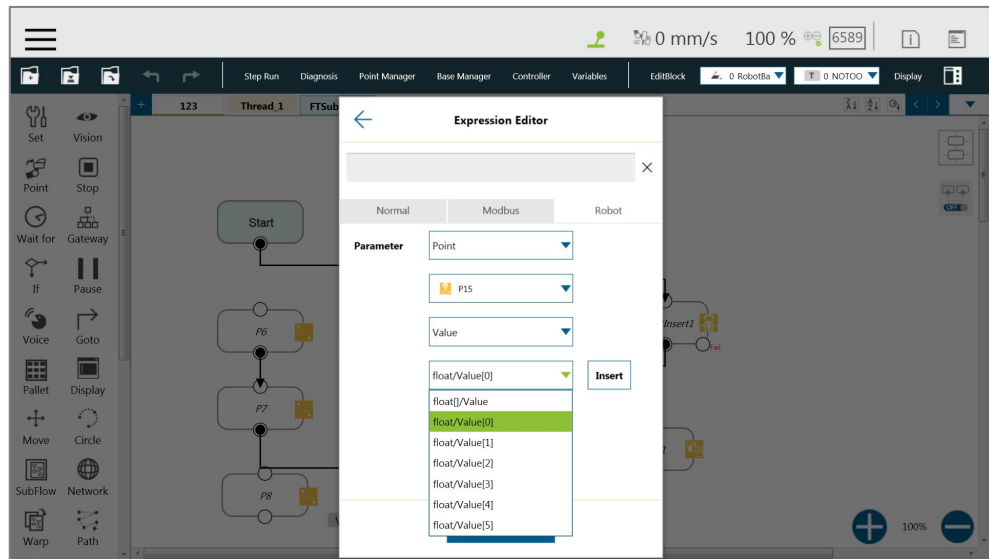 0 mm/s 100 % 6589
Step Run Diagnosis Point Manager Base Manager Controller Variables EditBlock 0 RobotBa T 0 NOTOO Display
123 Thread_1 FTSub
Set Vision
Point Stop
Wait for Gateway
If Pause
Voice Goto
Pallet Display
Move Circle
SubFlow Network
Warp Path
Start
P6
P7
P8
Expression Editor
Normal Modbus Robot
Parameter Point
P15
Value
float/Value[0] Insert
float[]/Value
float/Value[0]
float/Value[1]
float/Value[2]
float/Value[3]
float/Value[4]
float/Value[5]
Insert1
Fail
OFF
100%